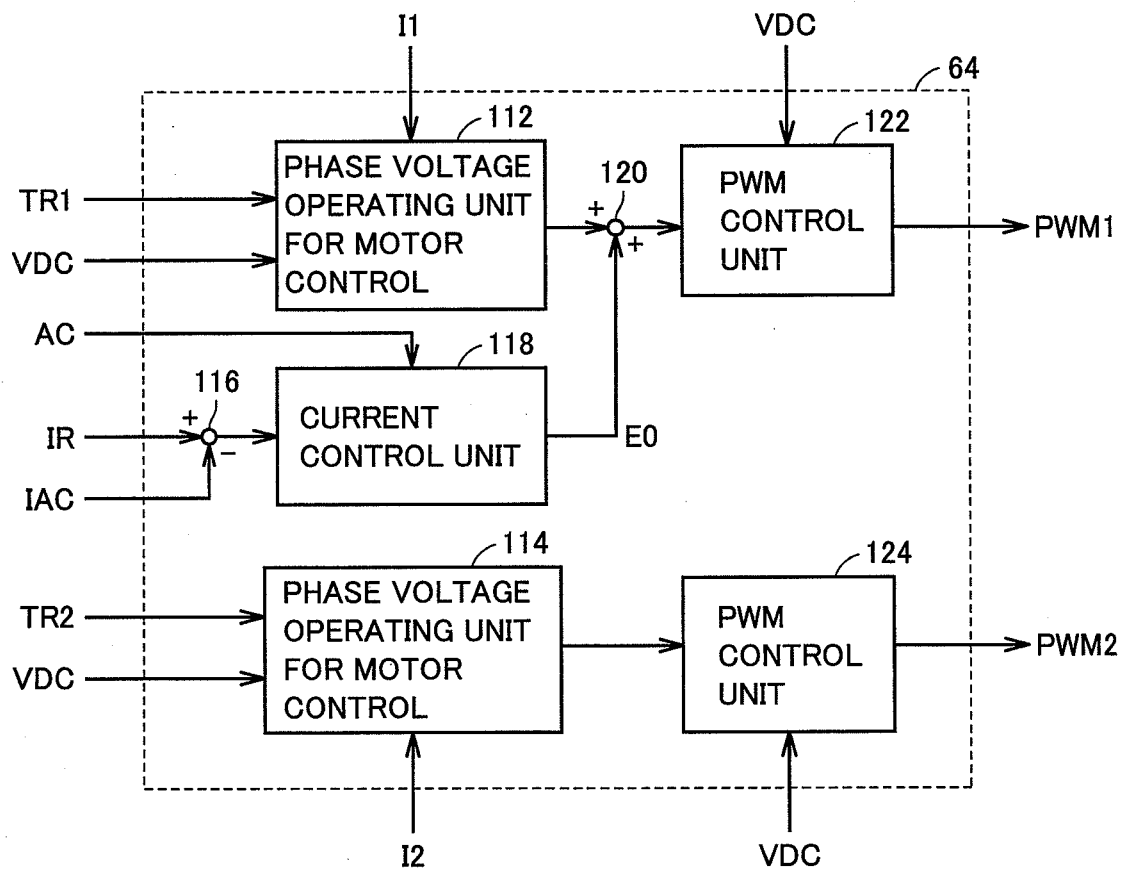 I1
VDC
64
112
122
PHASE VOLTAGE
OPERATING UNIT
FOR MOTOR
CONTROL
TR1
VDC
+
120
+
PWM
CONTROL
UNIT
PWM1
AC
118
116
+
IR
−
IAC
CURRENT
CONTROL UNIT
E0
114
124
PHASE VOLTAGE
OPERATING UNIT
FOR MOTOR
CONTROL
TR2
VDC
PWM
CONTROL
UNIT
PWM2
I2
VDC